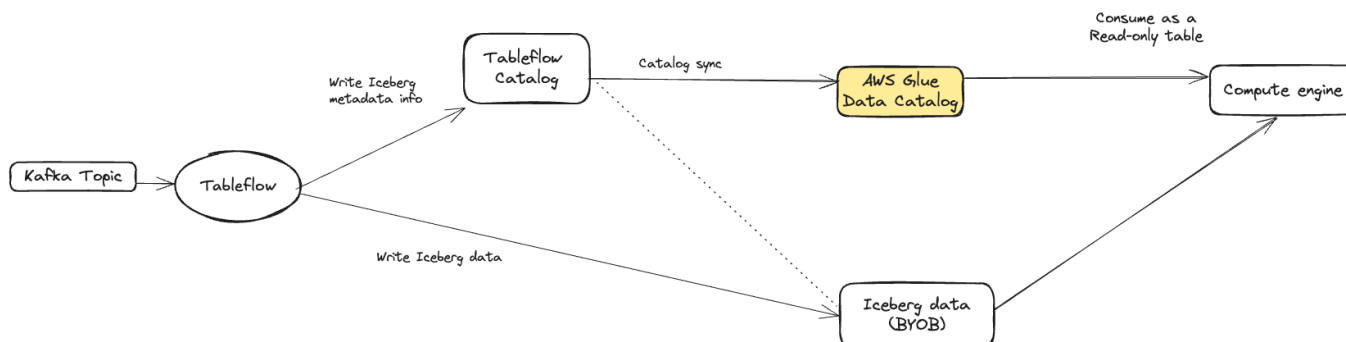 Consume as a
Read-only table
Tableflow
Catalog
Catalog sync
AWS Glue
Data Catalog
Compute engine
Write Iceberg
metadata info
Kafka Topic
Tableflow
Write Iceberg data
Iceberg data
(BYOB)